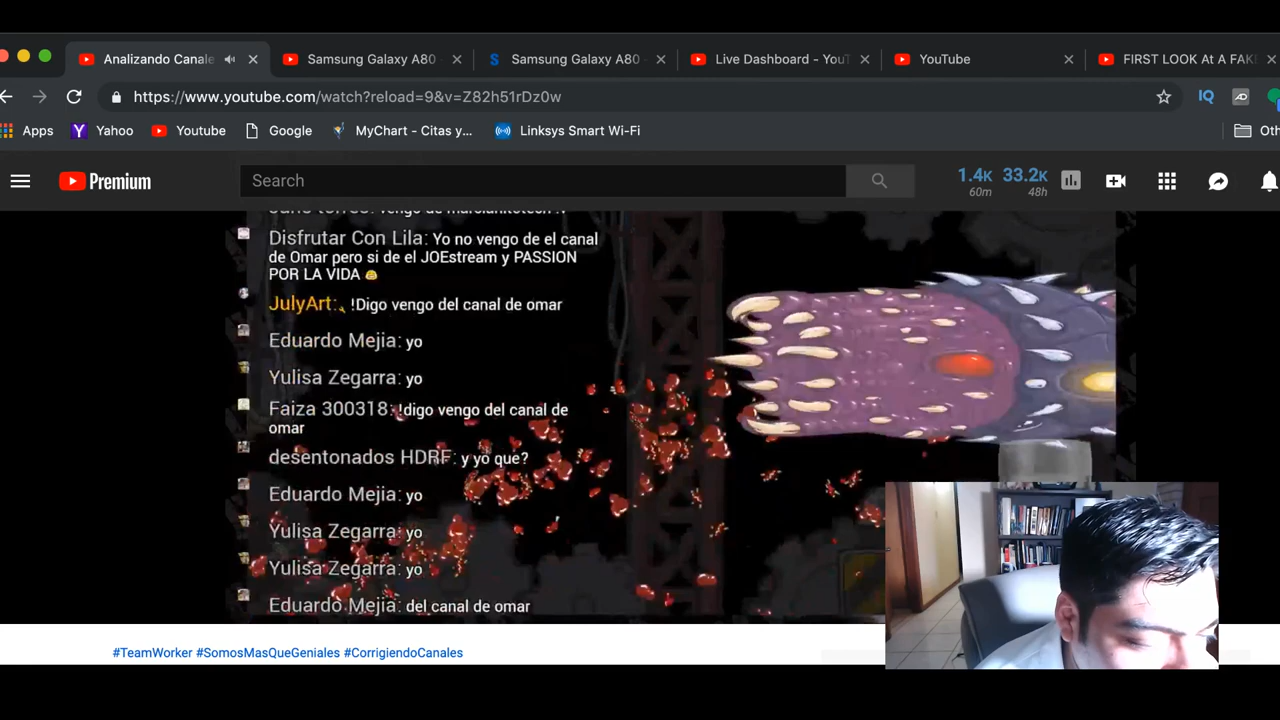 Analizando Canale
Samsung Galaxy A80
Samsung Galaxy A80
Live Dashboard - YouT
YouTube
FIRST LOOK At A FAKE
https://www.youtube.com/watch?reload=9&v=Z82h51rDz0w
IQ
Apps
Yahoo
Youtube
Google
MyChart - Citas y...
Linksys Smart Wi-Fi
Oth
Premium
Search
1.4K
60m
33.2K
48h
Disfrutar Con Lila: Yo no vengo de el canal
de Omar pero si de el JOEstream y PASSION
POR LA VIDA
JulyArt: !Digo vengo del canal de omar
Eduardo Mejia: yo
Yulisa Zegarra: yo
Faiza 300318: !digo vengo del canal de
omar
desentonados HDRF: y yo que?
Eduardo Mejia: yo
Yulisa Zegarra: yo
Yulisa Zegarra: yo
Eduardo Mejia: del canal de omar
#TeamWorker #SomosMasQueGeniales #CorrigiendoCanales